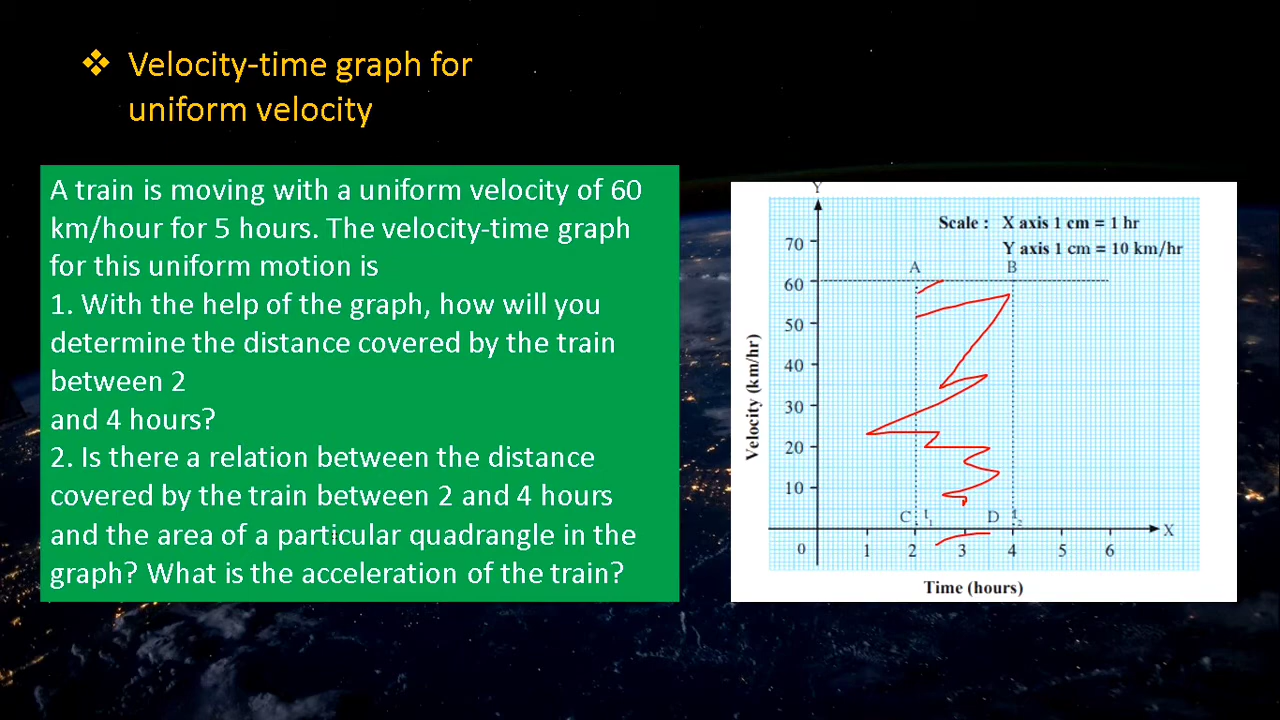 ❖ Velocity-time graph for
uniform velocity
A train is moving with a uniform velocity of 60
km/hour for 5 hours. The velocity-time graph
for this uniform motion is
1. With the help of the graph, how will you
determine the distance covered by the train
between 2
and 4 hours?
2. Is there a relation between the distance
covered by the train between 2 and 4 hours
and the area of a particular quadrangle in the
graph? What is the acceleration of the train?
Y
Scale : X axis 1 cm = 1 hr
Y axis 1 cm = 10 km/hr
70
A B
60
50
40
30
20
10
Velocity (km/hr)
C t₁ D t₂
X
0 1 2 3 4 5 6
Time (hours)